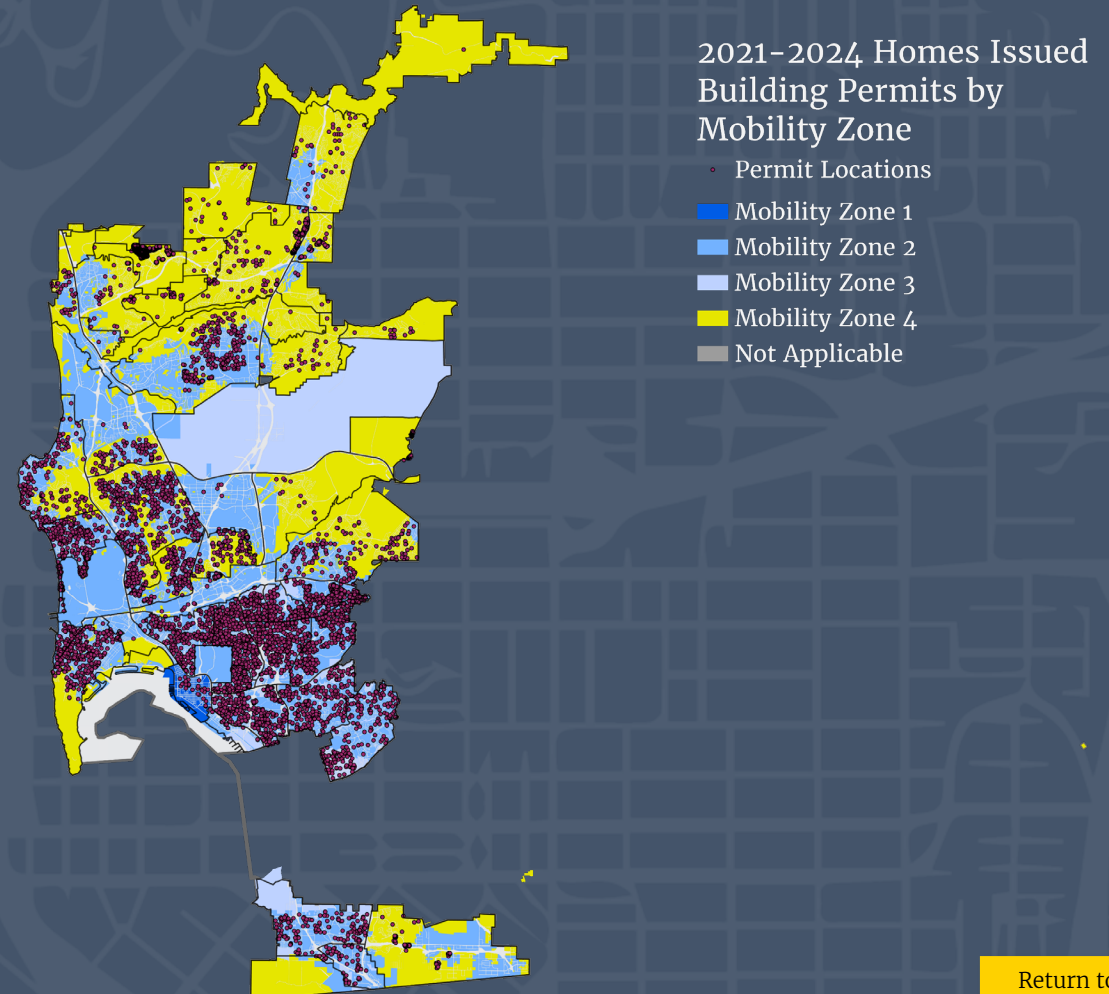 2021-2024 Homes Issued
Building Permits by
Mobility Zone
Permit Locations
Mobility Zone 1
Mobility Zone 2
Mobility Zone 3
Mobility Zone 4
Not Applicable
Return to